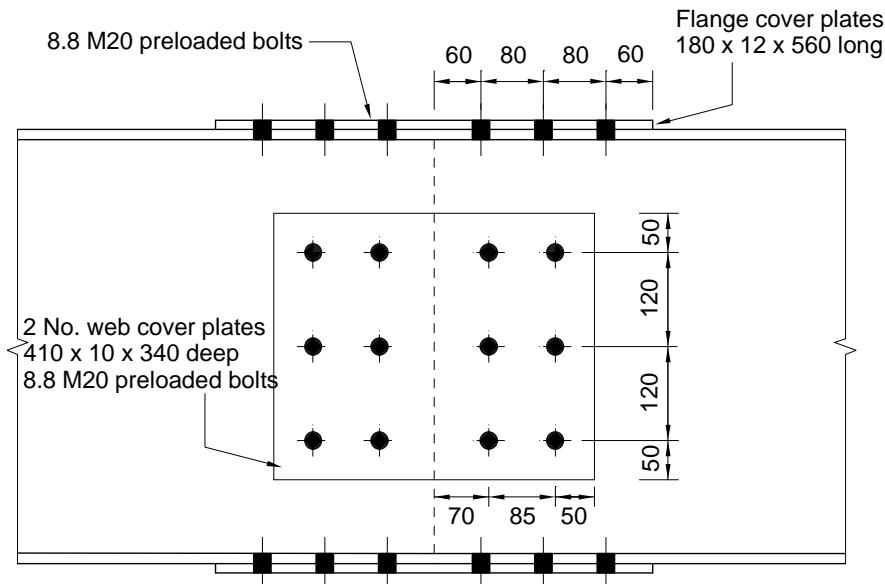 Flange cover plates
180 x 12 x 560 long
8.8 M20 preloaded bolts
60 80 80 60
50
120
2 No. web cover plates
410 x 10 x 340 deep
8.8 M20 preloaded bolts
120
50
70 85 50